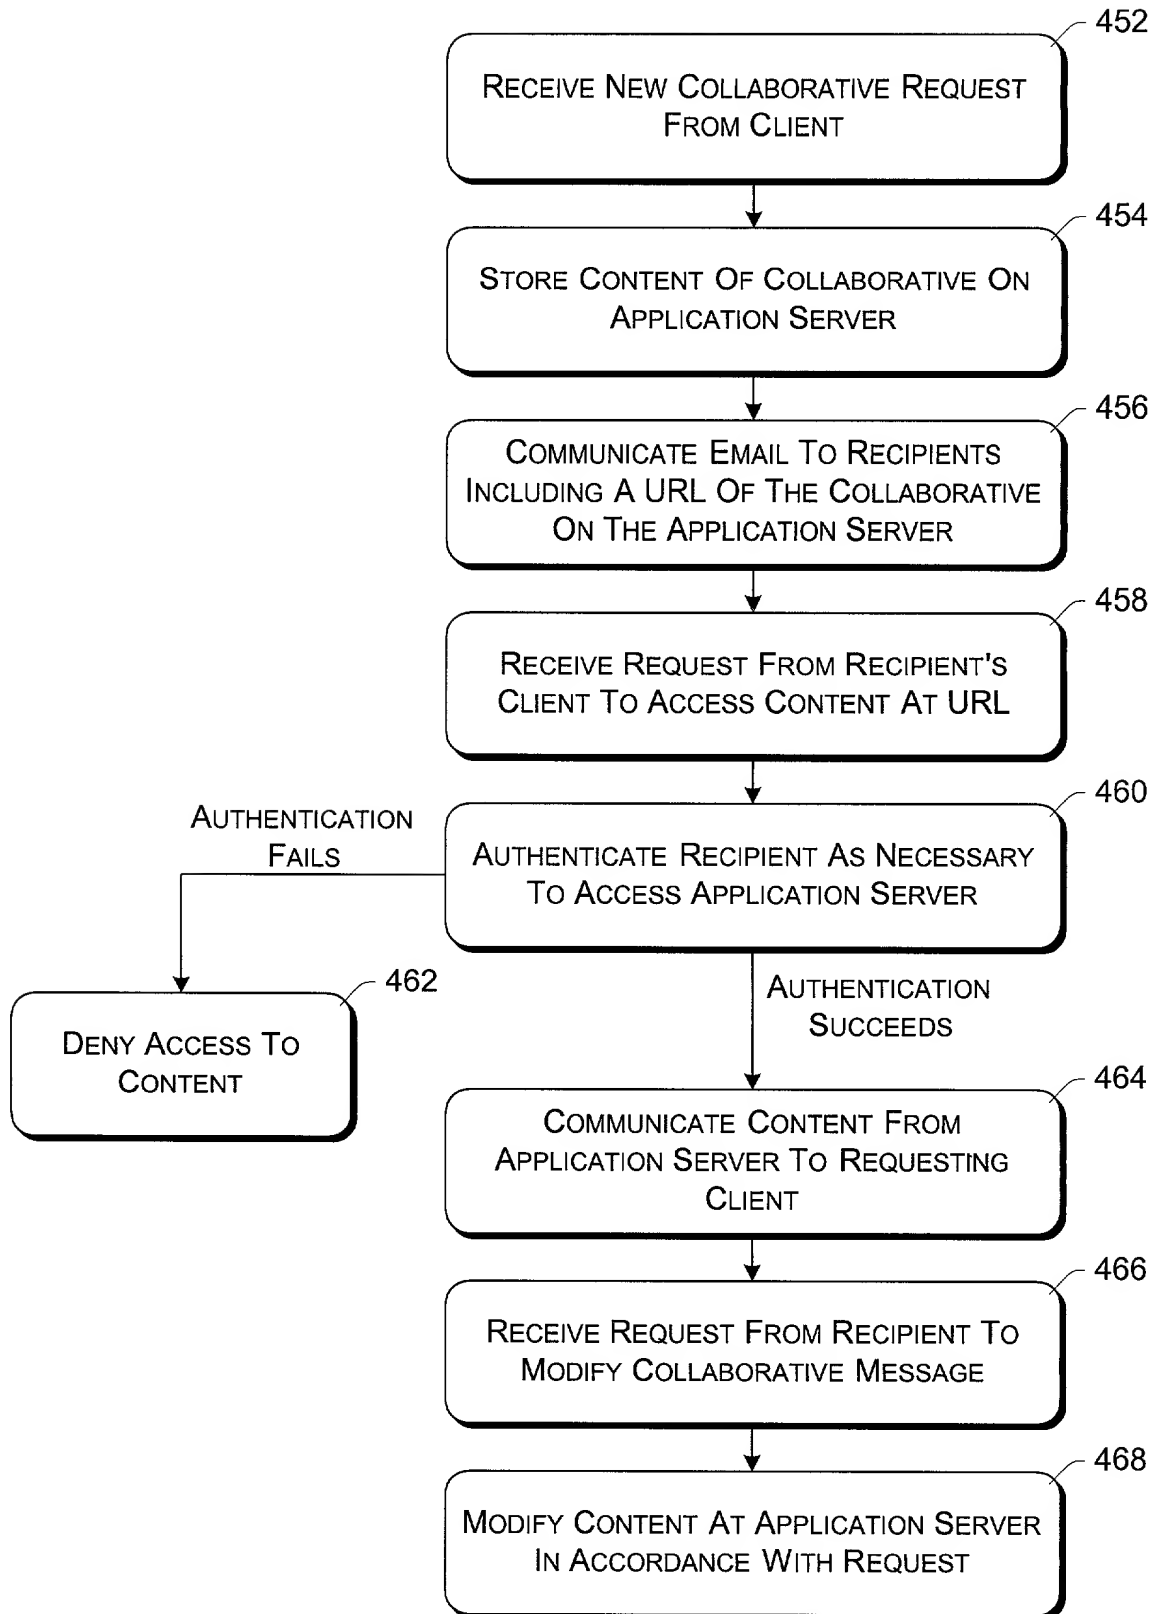 452
RECEIVE NEW COLLABORATIVE REQUEST
FROM CLIENT
454
STORE CONTENT OF COLLABORATIVE ON
APPLICATION SERVER
456
COMMUNICATE EMAIL TO RECIPIENTS
INCLUDING A URL OF THE COLLABORATIVE
ON THE APPLICATION SERVER
458
RECEIVE REQUEST FROM RECIPIENT'S
CLIENT TO ACCESS CONTENT AT URL
460
AUTHENTICATE RECIPIENT AS NECESSARY
TO ACCESS APPLICATION SERVER
AUTHENTICATION
FAILS
462
DENY ACCESS TO
CONTENT
AUTHENTICATION
SUCCEEDS
464
COMMUNICATE CONTENT FROM
APPLICATION SERVER TO REQUESTING
CLIENT
466
RECEIVE REQUEST FROM RECIPIENT TO
MODIFY COLLABORATIVE MESSAGE
468
MODIFY CONTENT AT APPLICATION SERVER
IN ACCORDANCE WITH REQUEST